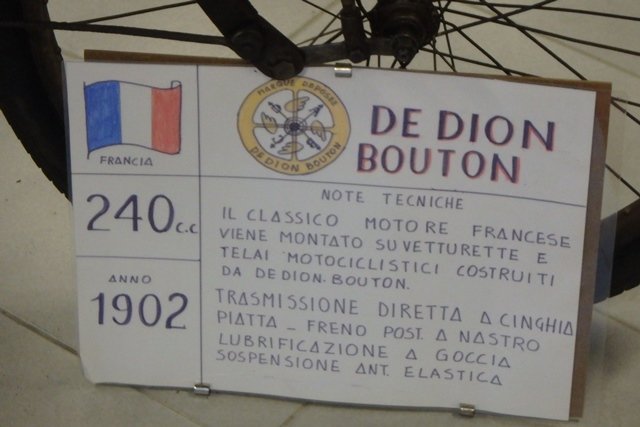 FRANCIA
240 c.c
ANNO
1902
MARQUE DEPOSEE
DE DION BOUTON
DE DION
BOUTON
NOTE TECNICHE
IL CLASSICO MOTORE FRANCESE
VIENE MONTATO SU VETTURETTE E
TELAI MOTOCICLISTICI COSTRUITI
DA DE DION. BOUTON.
TRASMISSIONE DIRETTA A CINGHIA
PIATTA - FRENO POST. A NASTRO
LUBRIFICAZIONE A GOCCIA
SOSPENSIONE ANT. ELASTICA